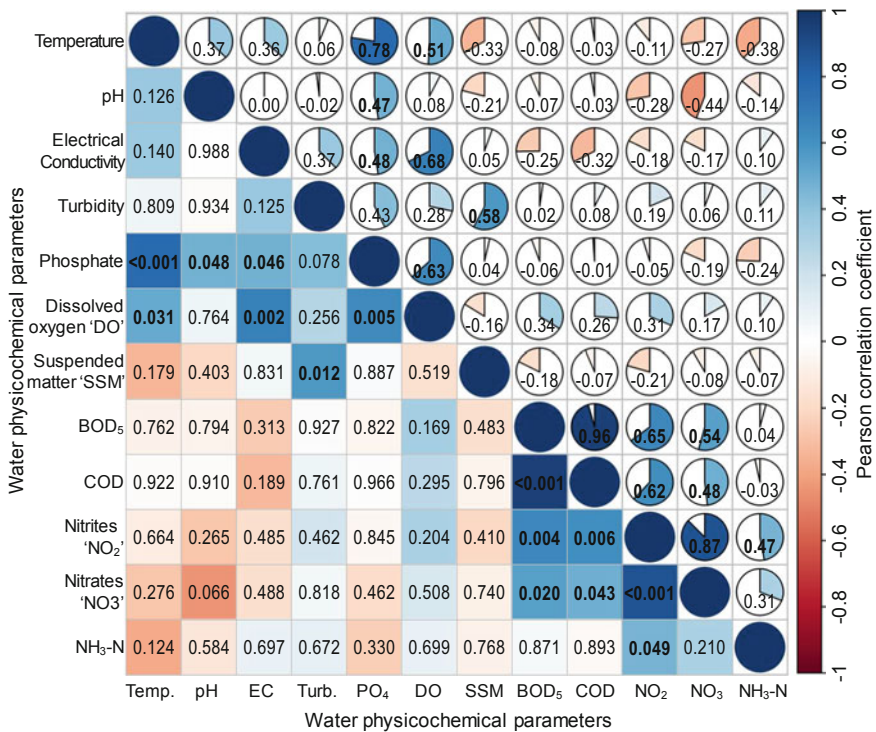 Temperature 0.37 0.36 0.06 0.78 0.51 -0.33 -0.08 -0.03 -0.11 -0.27 -0.38
pH 0.126 0.00 -0.02 0.47 0.08 -0.21 -0.07 -0.03 -0.28 -0.44 -0.14
Electrical
Conductivity 0.140 0.988 0.37 0.48 0.68 0.05 -0.25 -0.32 -0.18 -0.17 0.10
Turbidity 0.809 0.934 0.125 0.43 0.28 0.58 0.02 0.08 0.19 0.06 0.11
Phosphate <0.001 0.048 0.046 0.078 0.63 0.04 -0.06 -0.01 -0.05 -0.19 -0.24
Dissolved
oxygen ‘DO’ 0.031 0.764 0.002 0.256 0.005 -0.16 0.34 0.26 0.31 0.17 0.10
Suspended
matter ‘SSM’ 0.179 0.403 0.831 0.012 0.887 0.519 -0.18 -0.07 -0.21 -0.08 -0.07
BOD₅ 0.762 0.794 0.313 0.927 0.822 0.169 0.483 0.96 0.65 0.54 0.04
COD 0.922 0.910 0.189 0.761 0.966 0.295 0.796 <0.001 0.62 0.48 -0.03
Nitrites
‘NO₂’ 0.664 0.265 0.485 0.462 0.845 0.204 0.410 0.004 0.006 0.87 0.47
Nitrates
‘NO3’ 0.276 0.066 0.488 0.818 0.462 0.508 0.740 0.020 0.043 <0.001 0.31
NH₃-N 0.124 0.584 0.697 0.672 0.330 0.699 0.768 0.871 0.893 0.049 0.210
Temp. pH EC Turb. PO₄ DO SSM BOD₅ COD NO₂ NO₃ NH₃-N
Water physicochemical parameters
Water physicochemical parameters
1
0.8
0.6
0.4
0.2
0
-0.2
-0.4
-0.6
-0.8
-1
Pearson correlation coefficient